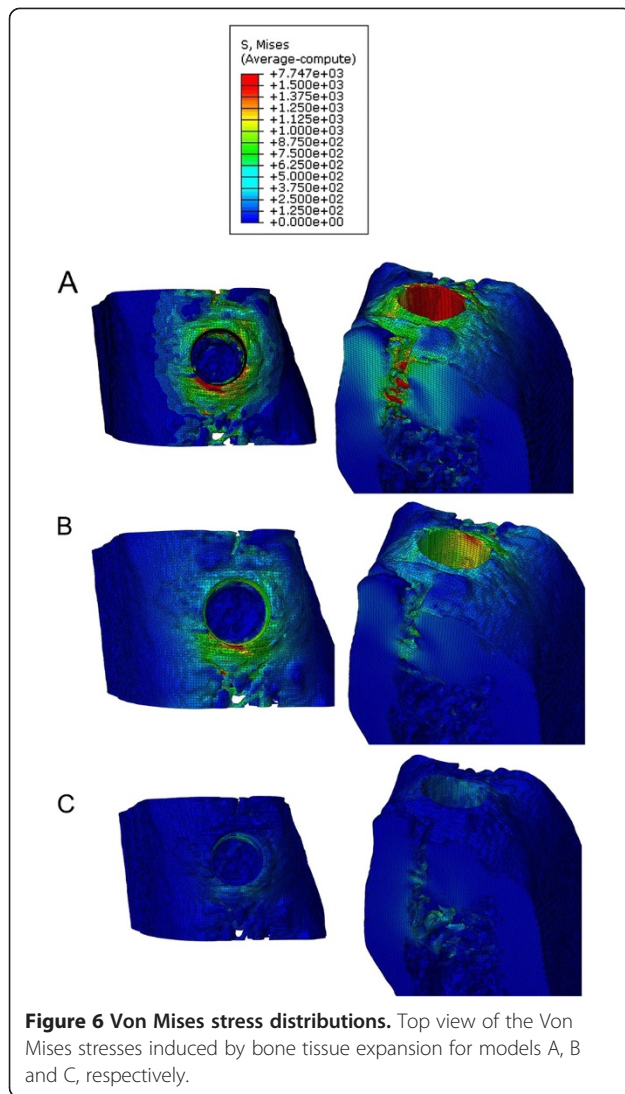 S, Mises
(Average-compute)
+7.747e+03
+1.500e+03
+1.375e+03
+1.250e+03
+1.125e+03
+1.000e+03
+8.750e+02
+7.500e+02
+6.250e+02
+5.000e+02
+3.750e+02
+2.500e+02
+1.250e+02
+0.000e+00
A
B
C
Figure 6 Von Mises stress distributions. Top view of the Von
Mises stresses induced by bone tissue expansion for models A, B
and C, respectively.